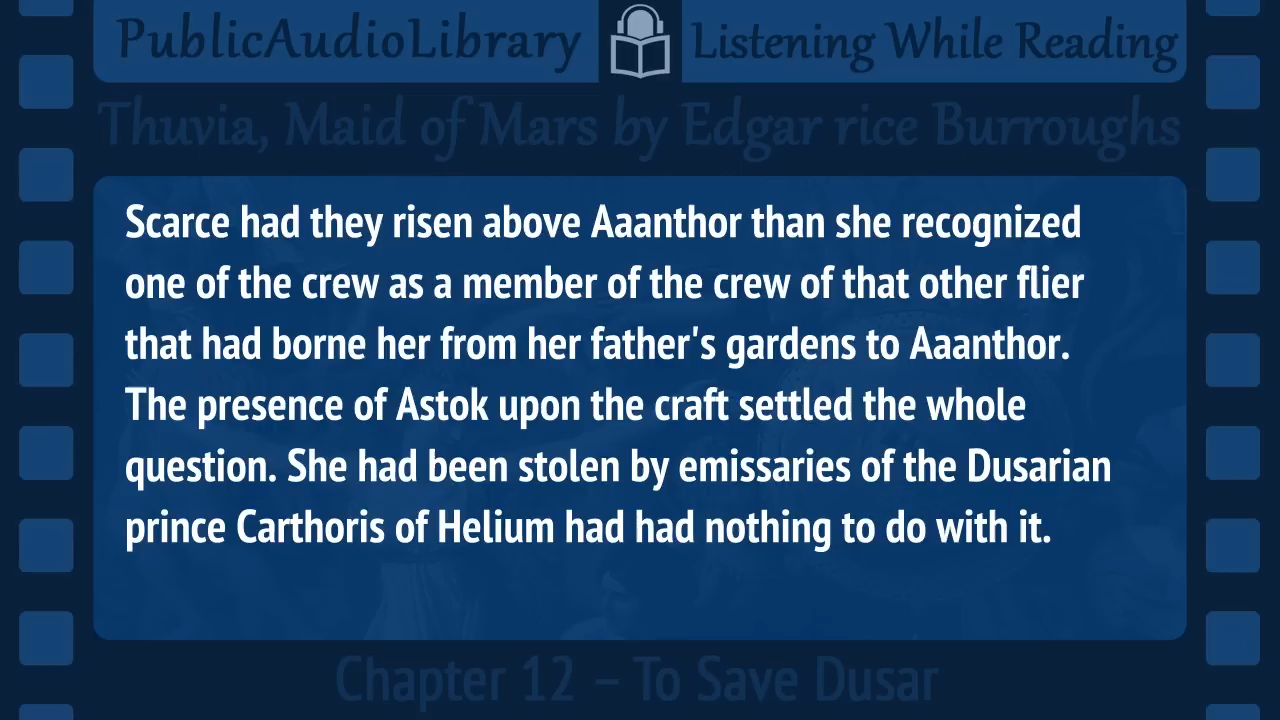 PublicAudioLibrary
Listening While Reading
Thuvia, Maid of Mars by Edgar rice Burroughs
Scarce had they risen above Aaanthor than she recognized
one of the crew as a member of the crew of that other flier
that had borne her from her father's gardens to Aaanthor.
The presence of Astok upon the craft settled the whole
question. She had been stolen by emissaries of the Dusarian
prince Carthoris of Helium had had nothing to do with it.
Chapter 12 – To Save Dusar